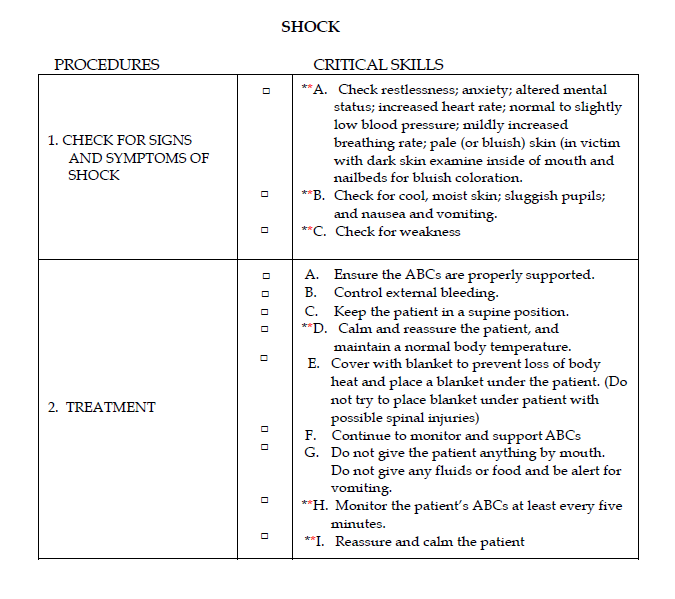 SHOCK
PROCEDURES
CRITICAL SKILLS
1. CHECK FOR SIGNS
AND SYMPTOMS OF
SHOCK
**A. Check restlessness; anxiety; altered mental
status; increased heart rate; normal to slightly
low blood pressure; mildly increased
breathing rate; pale (or bluish) skin (in victim
with dark skin examine inside of mouth and
nailbeds for bluish coloration.
**B. Check for cool, moist skin; sluggish pupils;
and nausea and vomiting.
**C. Check for weakness
2. TREATMENT
A. Ensure the ABCs are properly supported.
B. Control external bleeding.
C. Keep the patient in a supine position.
**D. Calm and reassure the patient, and
maintain a normal body temperature.
E. Cover with blanket to prevent loss of body
heat and place a blanket under the patient. (Do
not try to place blanket under patient with
possible spinal injuries)
F. Continue to monitor and support ABCs
G. Do not give the patient anything by mouth.
Do not give any fluids or food and be alert for
vomiting.
**H. Monitor the patient's ABCs at least every five
minutes.
**I. Reassure and calm the patient